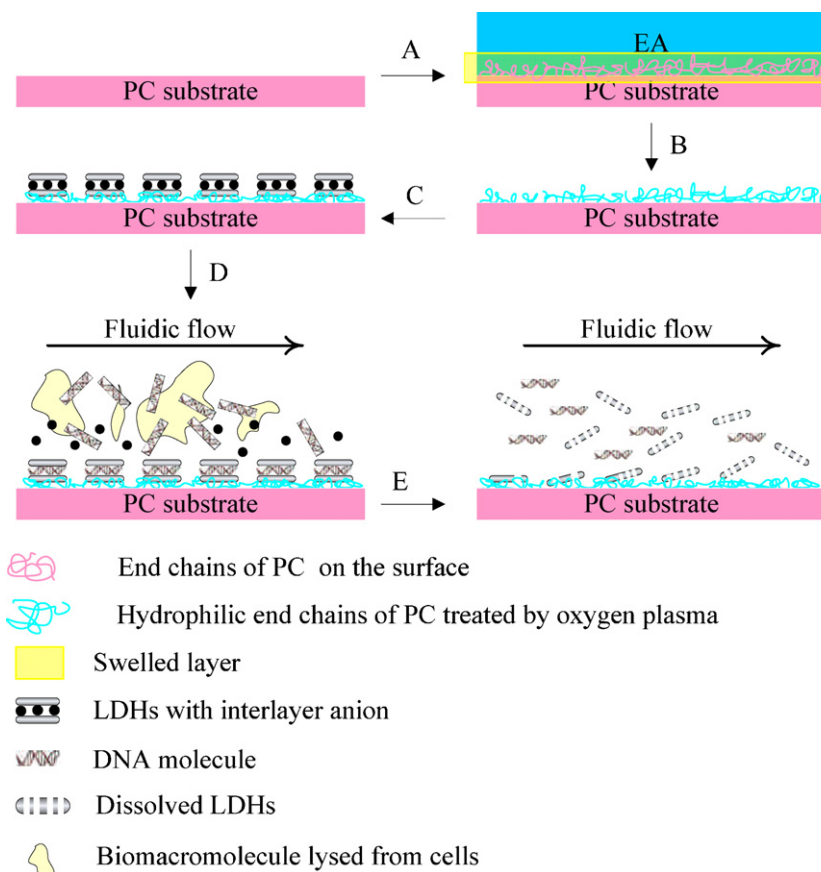 A
EA
PC substrate
PC substrate
B
C
PC substrate
PC substrate
D
Fluidic flow
Fluidic flow
E
PC substrate
PC substrate
End chains of PC on the surface
Hydrophilic end chains of PC treated by oxygen plasma
Swelled layer
LDHs with interlayer anion
DNA molecule
Dissolved LDHs
Biomacromolecule lysed from cells